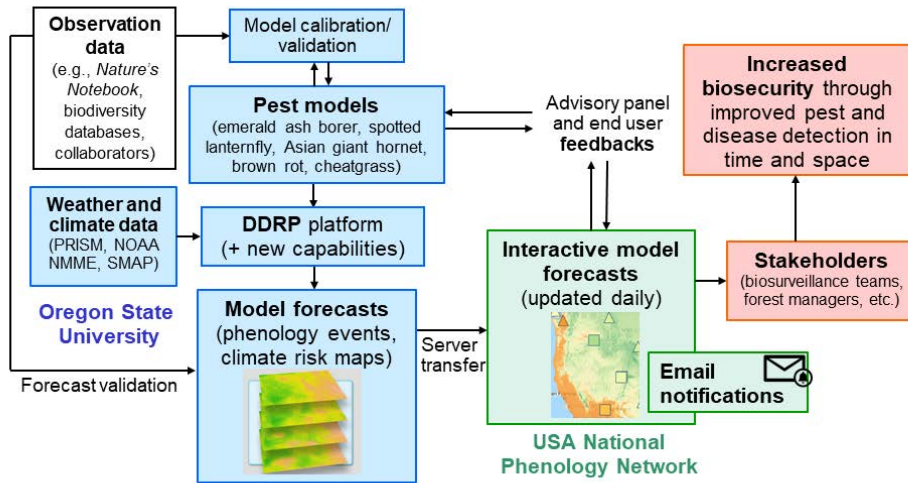 Observation
data
(e.g., Nature's
Notebook,
biodiversity
databases,
collaborators)
Model calibration/
validation
Pest models
(emerald ash borer, spotted
lanternfly, Asian giant hornet,
brown rot, cheatgrass)
Advisory panel
and end user
feedbacks
Increased
biosecurity through
improved pest and
disease detection in
time and space
Weather and
climate data
(PRISM, NOAA
NMME, SMAP)
DDRP platform
(+ new capabilities)
Oregon State
University
Model forecasts
(phenology events,
climate risk maps)
Forecast validation
Server
transfer
Interactive model
forecasts
(updated daily)
Stakeholders
(biosurveillance teams,
forest managers, etc.)
Email
notifications
USA National
Phenology Network